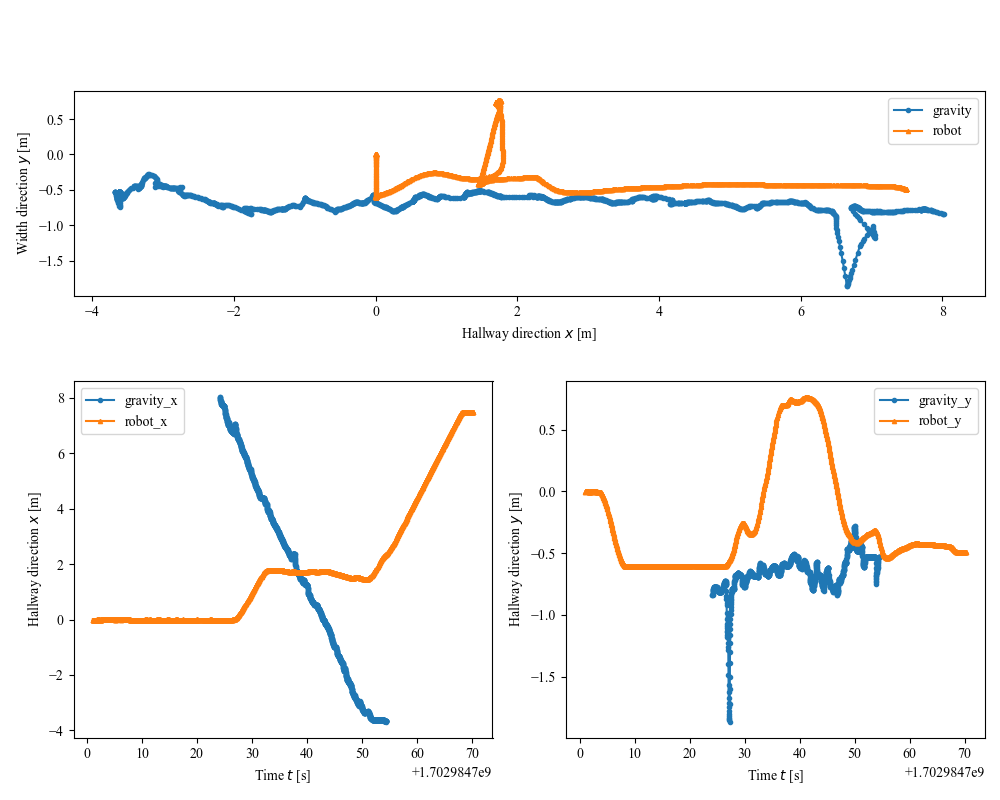 0.5
0.0
−0.5
−1.0
−1.5
Width direction y [m]
gravity
robot
−4
−2
0
2
4
6
8
Hallway direction x [m]
8
6
4
2
0
−2
−4
Hallway direction x [m]
gravity_x
robot_x
0
10
20
30
40
50
60
70
Time t [s]
+1.7029847e9
0.5
0.0
−0.5
−1.0
−1.5
Hallway direction y [m]
gravity_y
robot_y
0
10
20
30
40
50
60
70
Time t [s]
+1.7029847e9